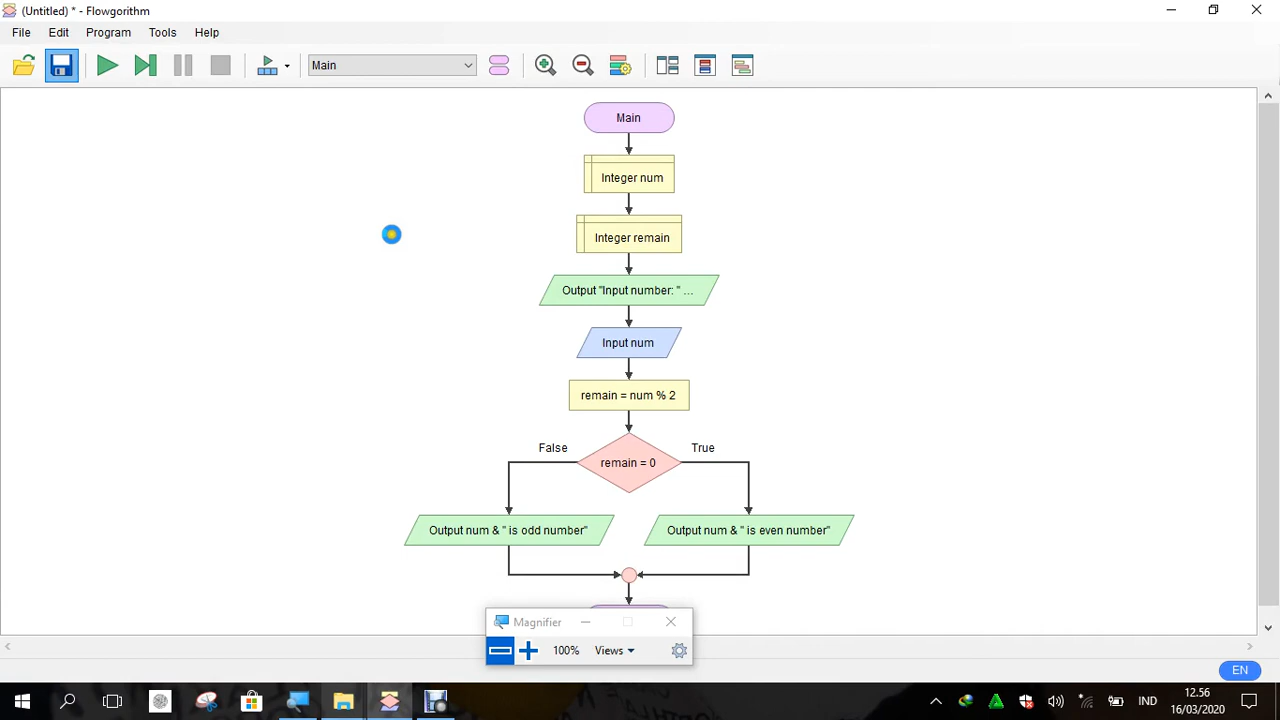 (Untitled) * - Flowgorithm
File Edit Program Tools Help
Main
Main
Integer num
Integer remain
Output "Input number: " ...
Input num
remain = num % 2
False True
remain = 0
Output num & " is odd number" Output num & " is even number"
Magnifier
100% Views
EN
IND
12.56
16/03/2020